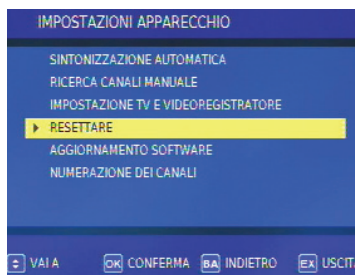 IMPOSTAZIONI APPARECCHIO
SINTONIZZAZIONE AUTOMATICA
RICERCA CANALI MANUALE
IMPOSTAZIONE TV E VIDEOREGISTRATORE
RESETTARE
AGGIORNAMENTO SOFTWARE
NUMERAZIONE DEI CANALI
VAI A OK CONFERMA BA INDIETRO EX USCITA